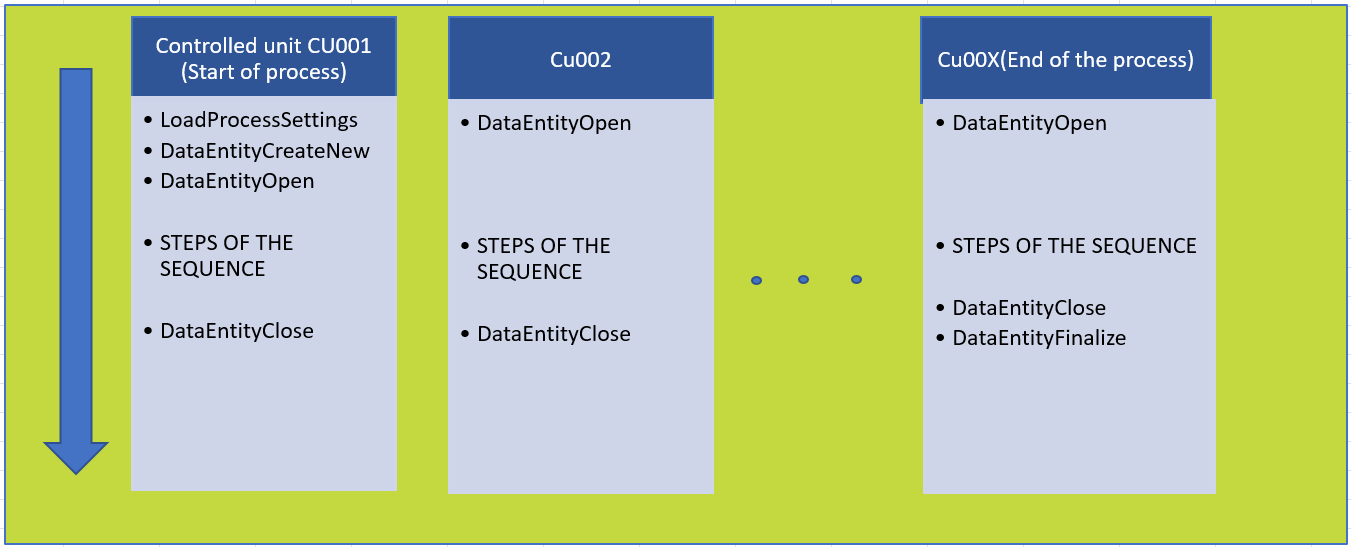 Controlled unit CU001
(Start of process)
• LoadProcessSettings
• DataEntityCreateNew
• DataEntityOpen
• STEPS OF THE
SEQUENCE
• DataEntityClose
Cu002
• DataEntityOpen
• STEPS OF THE
SEQUENCE
• DataEntityClose
Cu00X(End of the process)
• DataEntityOpen
• STEPS OF THE SEQUENCE
• DataEntityClose
• DataEntityFinalize